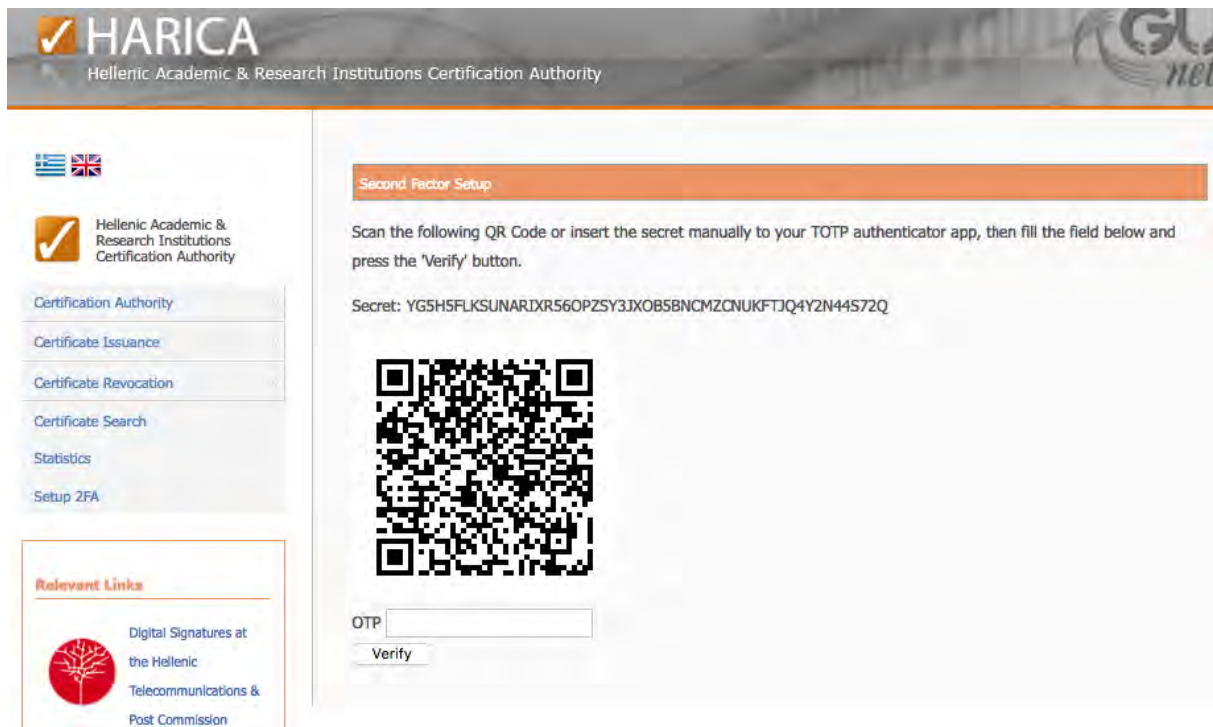 HARICA
Hellenic Academic & Research Institutions Certification Authority
GU
net
Second Factor Setup
Hellenic Academic &
Research Institutions
Certification Authority
Scan the following QR Code or insert the secret manually to your TOTP authenticator app, then fill the field below and
press the 'Verify' button.
Certification Authority
Secret: YG5H5FLKSUNARIXR56OPZSY3JXOB5BNCMZCNUKFTJQ4Y2N44S72Q
Certificate Issuance
Certificate Revocation
Certificate Search
Statistics
Setup 2FA
Relevant Links
Digital Signatures at
the Hellenic
Telecommunications &
Post Commission
OTP
Verify